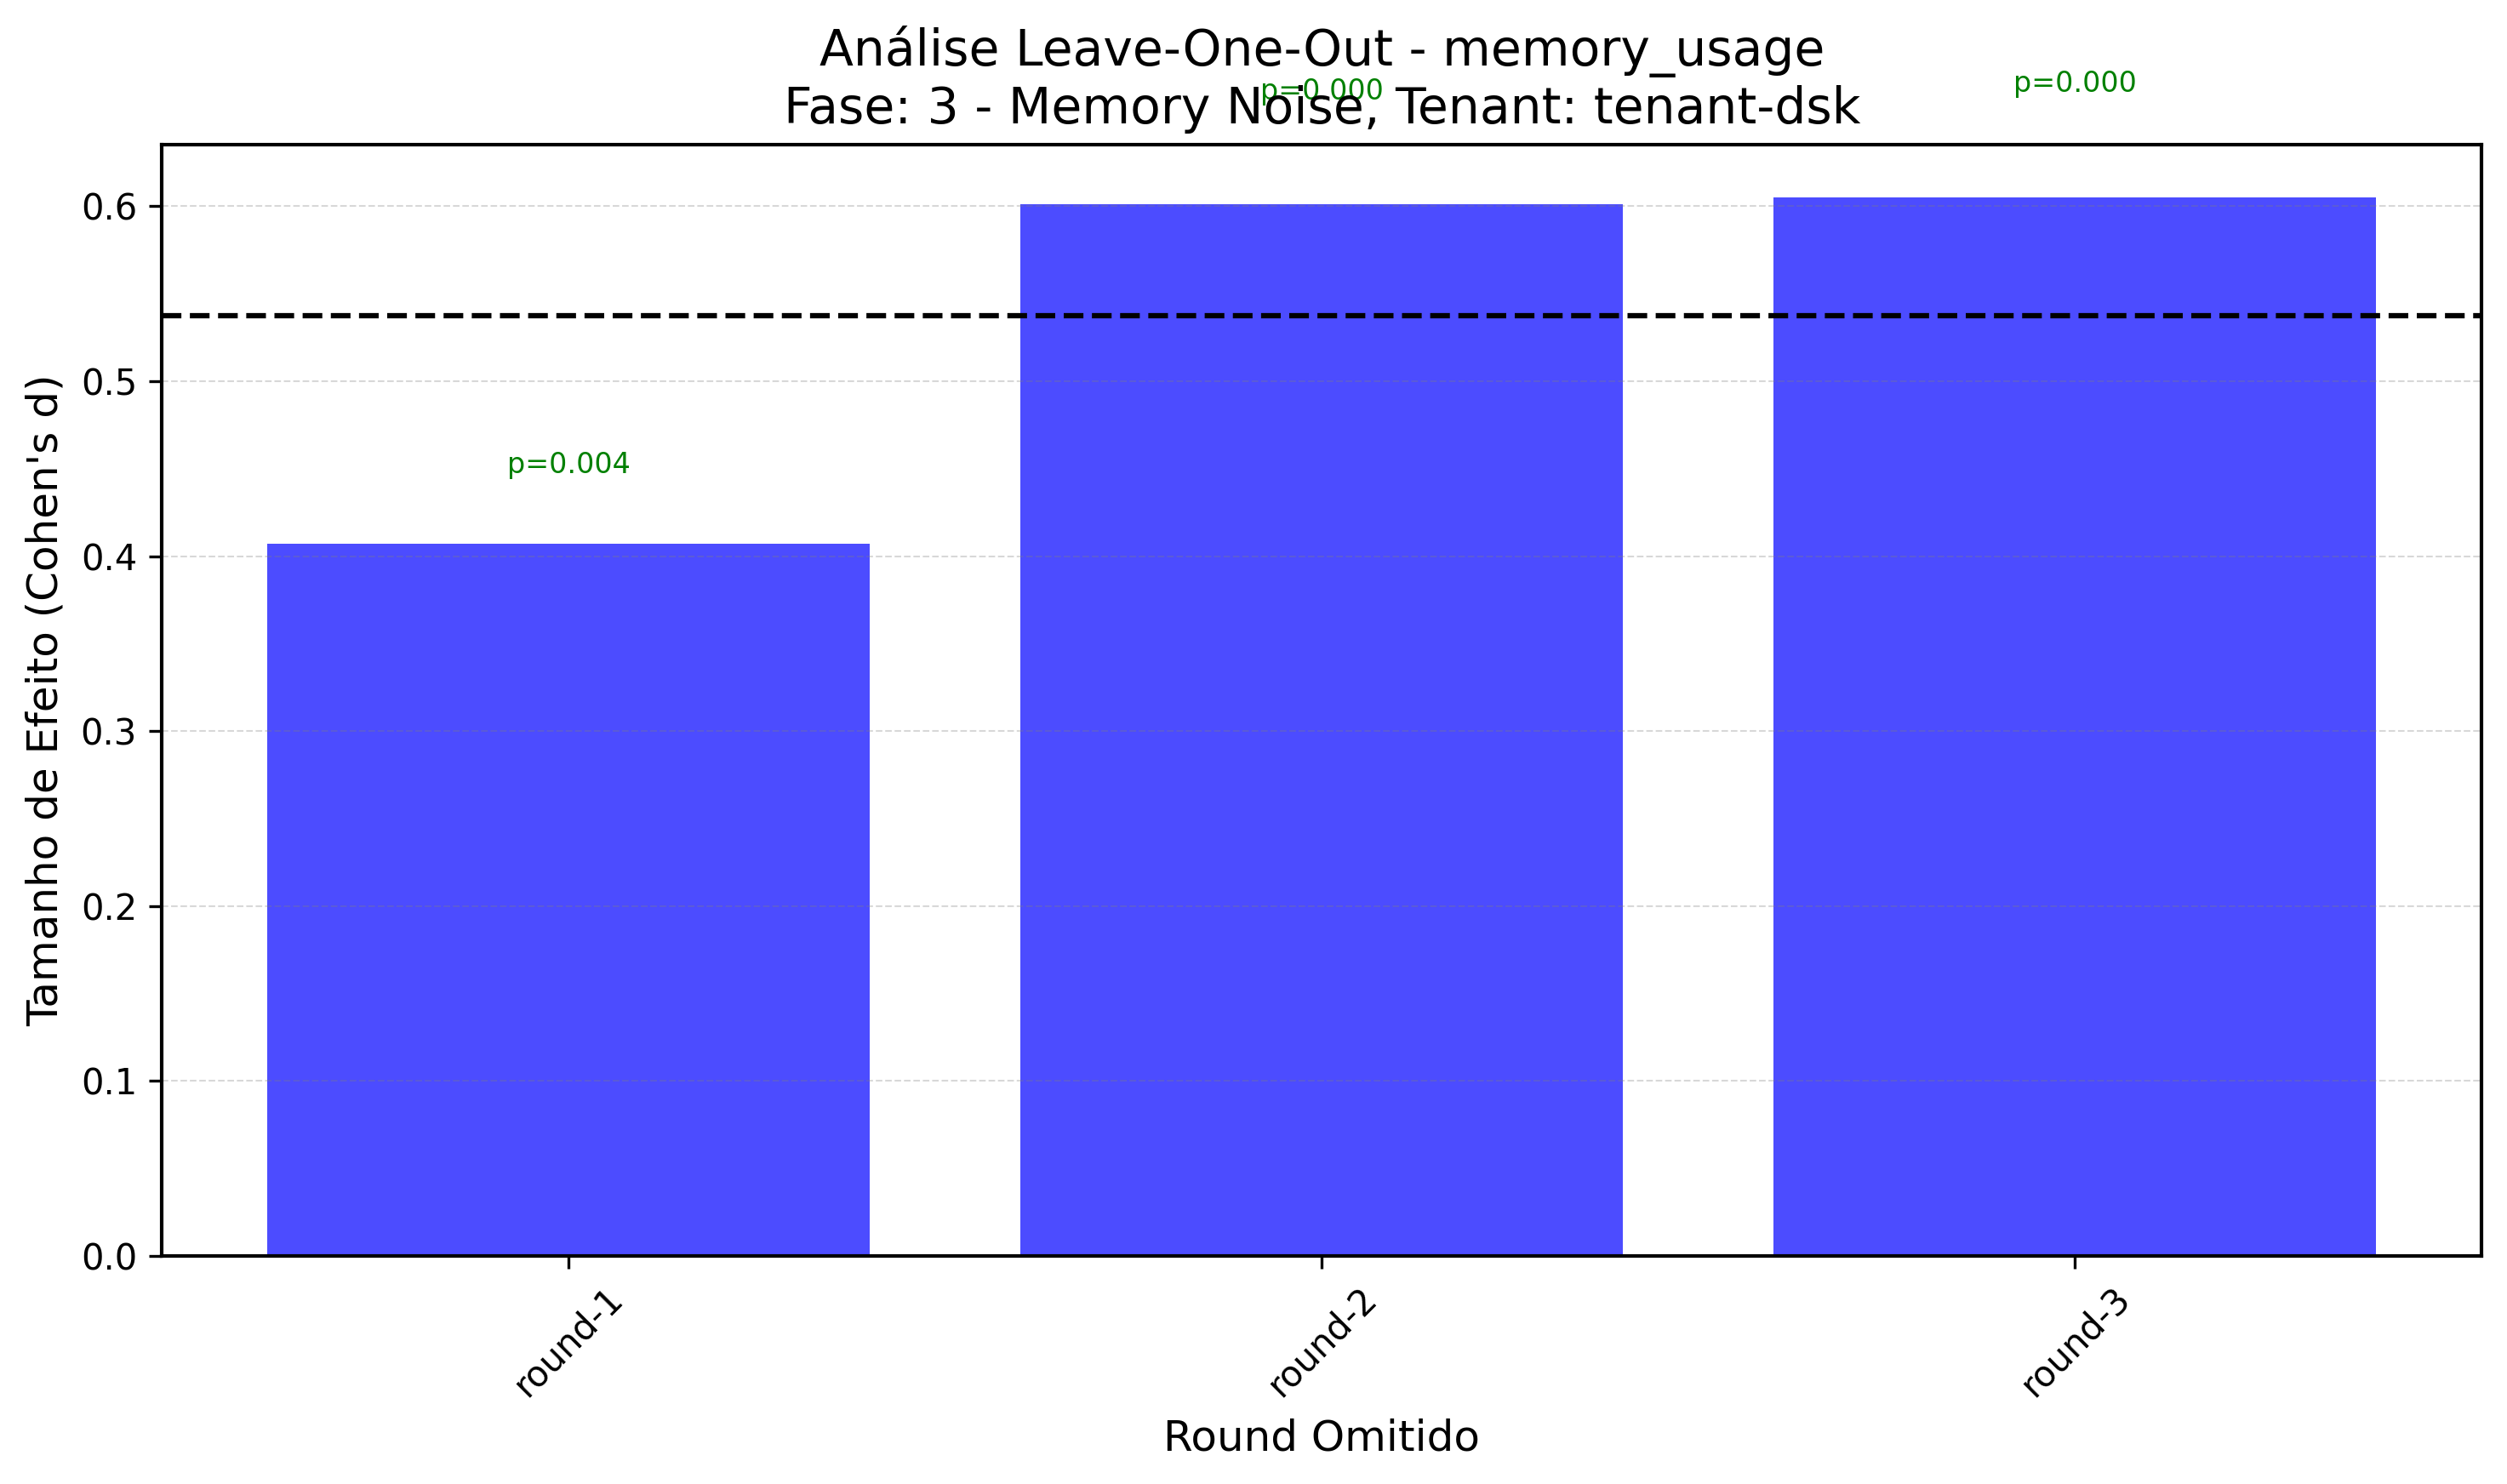 Análise Leave-One-Out - memory_usage
Fase: 3 - Memory Noise, Tenant: tenant-dsk
p=0.000
p=0.000
p=0.004
Tamanho de Efeito (Cohen's d)
0.6
0.5
0.4
0.3
0.2
0.1
0.0
round-1
round-2
round-3
Round Omitido